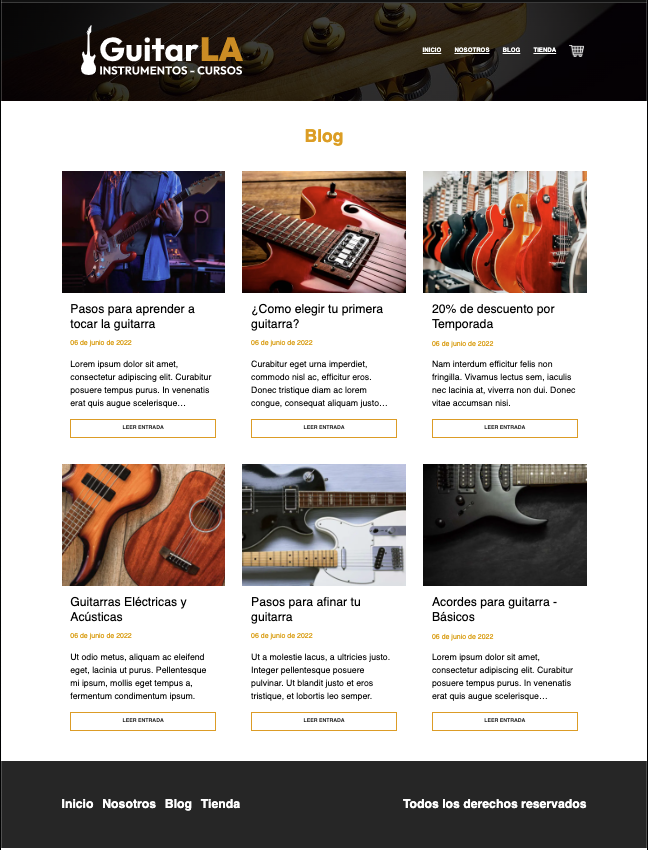 GuitarLA
INSTRUMENTOS - CURSOS
INICIO NOSOTROS BLOG TIENDA
Blog
Pasos para aprender a
tocar la guitarra
06 de junio de 2022
Lorem ipsum dolor sit amet,
consectetur adipiscing elit. Curabitur
posuere tempus purus. In venenatis
erat quis augue scelerisque…
LEER ENTRADA
¿Como elegir tu primera
guitarra?
06 de junio de 2022
Curabitur eget urna imperdiet,
commodo nisl ac, efficitur eros.
Donec tristique diam ac lorem
congue, consequat aliquam justo…
LEER ENTRADA
20% de descuento por
Temporada
06 de junio de 2022
Nam interdum efficitur felis non
fringilla. Vivamus lectus sem, iaculis
nec lacinia at, viverra non dui. Donec
vitae accumsan nisi.
LEER ENTRADA
Guitarras Eléctricas y
Acústicas
06 de junio de 2022
Ut odio metus, aliquam ac eleifend
eget, lacinia ut purus. Pellentesque
mi ipsum, mollis eget tempus a,
fermentum condimentum ipsum.
LEER ENTRADA
Pasos para afinar tu
guitarra
06 de junio de 2022
Ut a molestie lacus, a ultricies justo.
Integer pellentesque posuere
pulvinar. Ut blandit justo et eros
tristique, et lobortis leo semper.
LEER ENTRADA
Acordes para guitarra -
Básicos
06 de junio de 2022
Lorem ipsum dolor sit amet,
consectetur adipiscing elit. Curabitur
posuere tempus purus. In venenatis
erat quis augue scelerisque…
LEER ENTRADA
Inicio Nosotros Blog Tienda
Todos los derechos reservados